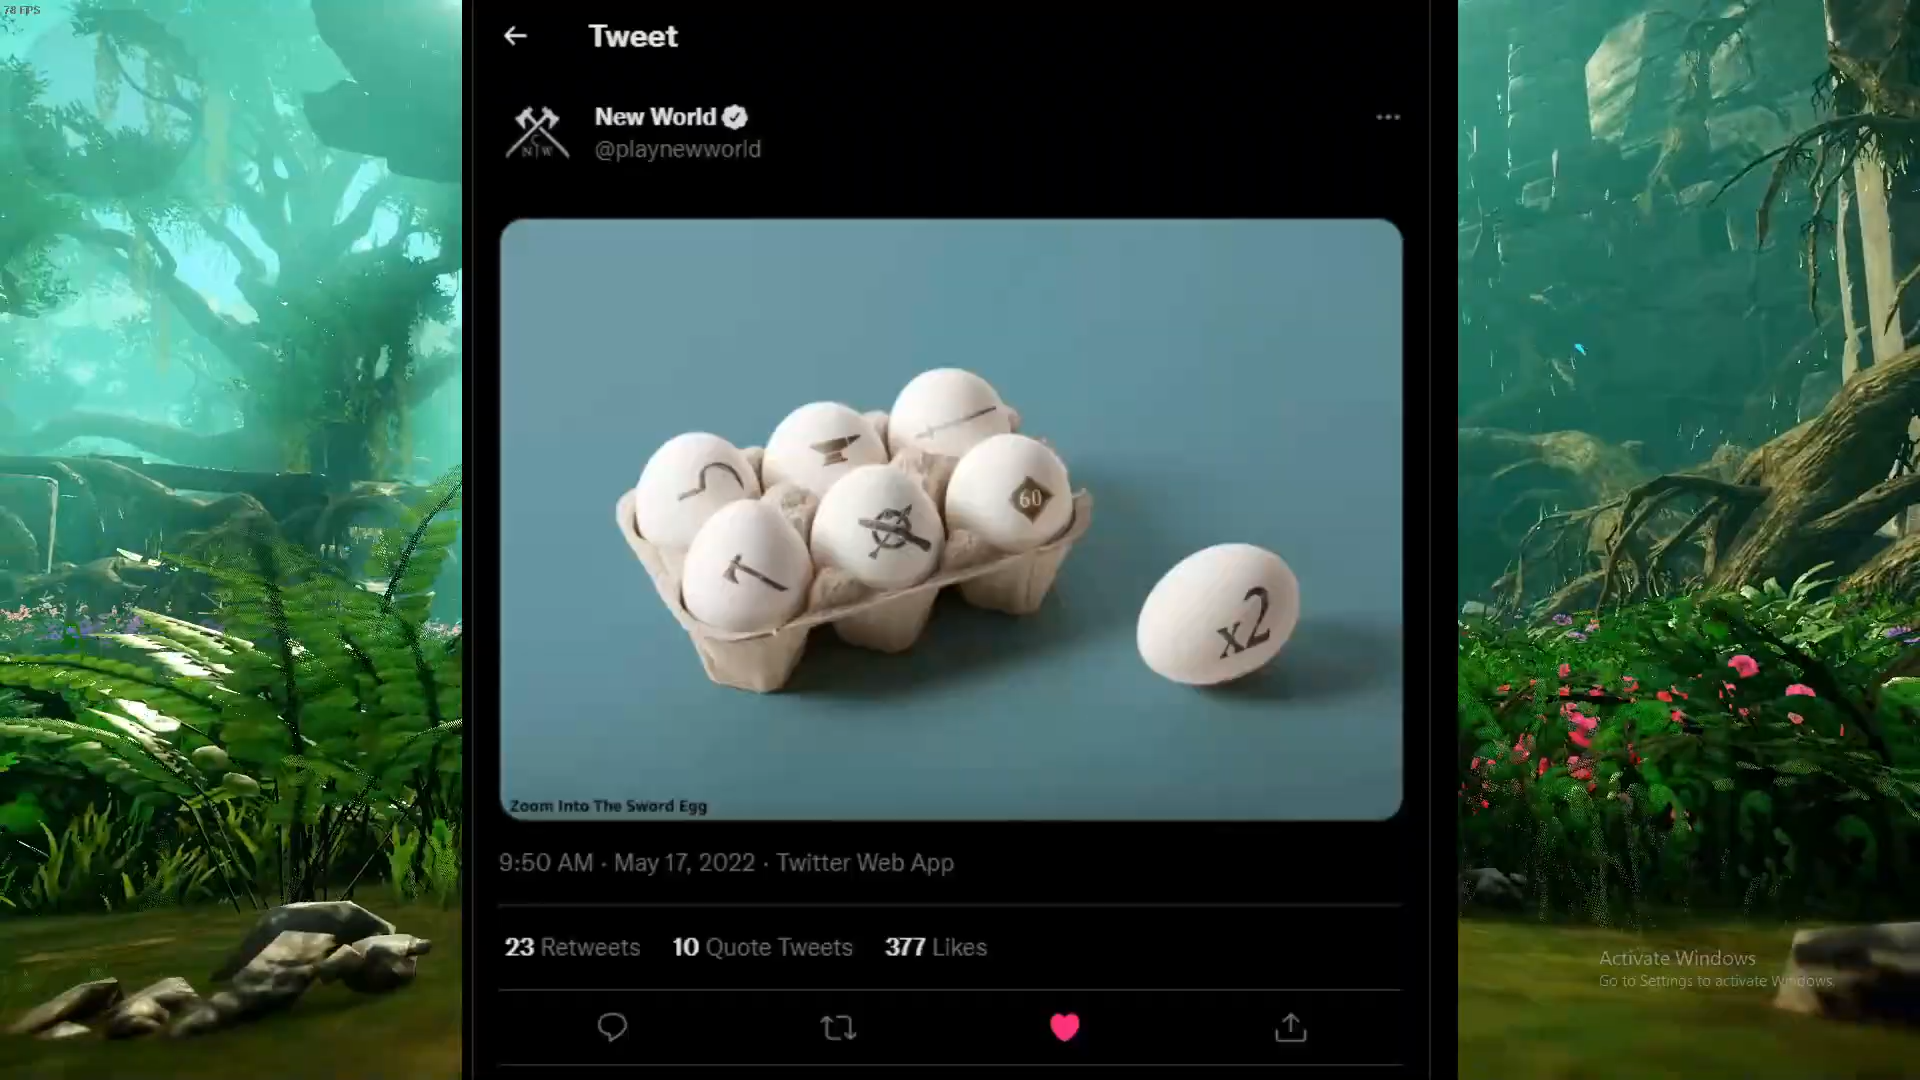 78 FPS
Tweet
New World
@playnewworld
N W
60
x2
Zoom Into The Sword Egg
9:50 AM · May 17, 2022 · Twitter Web App
23 Retweets 10 Quote Tweets 377 Likes
Activate Windows
Go to Settings to activate Windows.